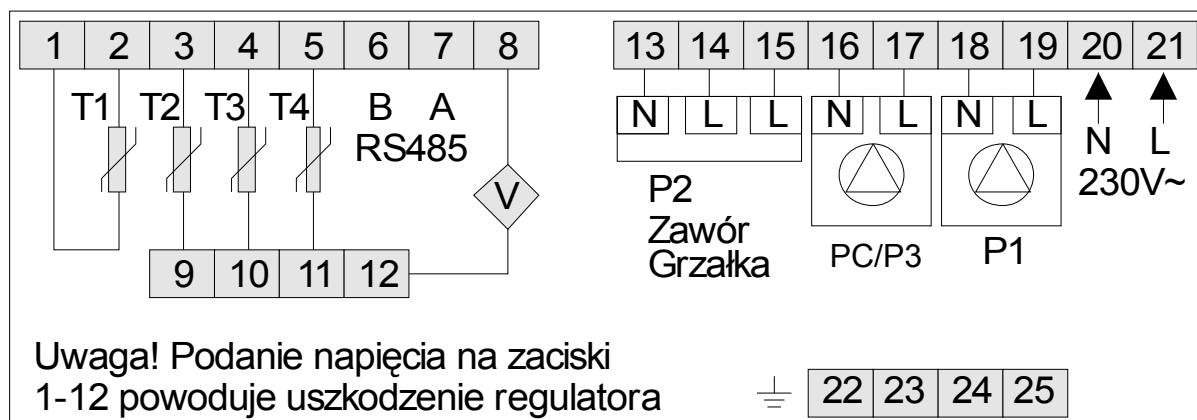 1 2 3 4 5 6 7 8
13 14 15 16 17 18 19 20 21
T1 T2 T3 T4 B A
RS485
V
9 10 11 12
N L L N L N L
N L
230V~
P2
Zawór
Grzałka
PC/P3
P1
Uwaga! Podanie napięcia na zaciski
1-12 powoduje uszkodzenie regulatora
22 23 24 25